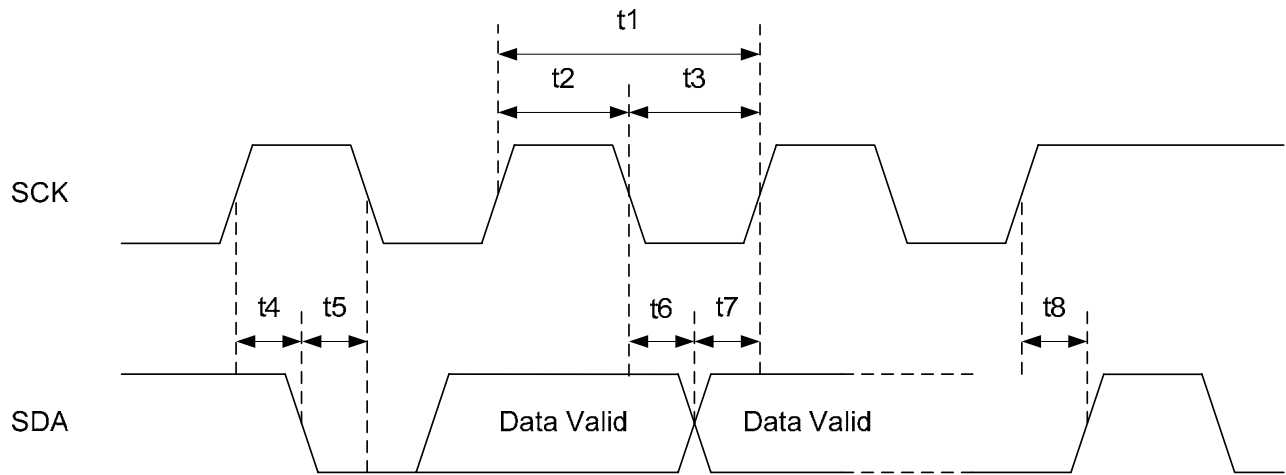 t1
t2
t3
SCK
t4
t5
t6
t7
t8
SDA
Data Valid
Data Valid